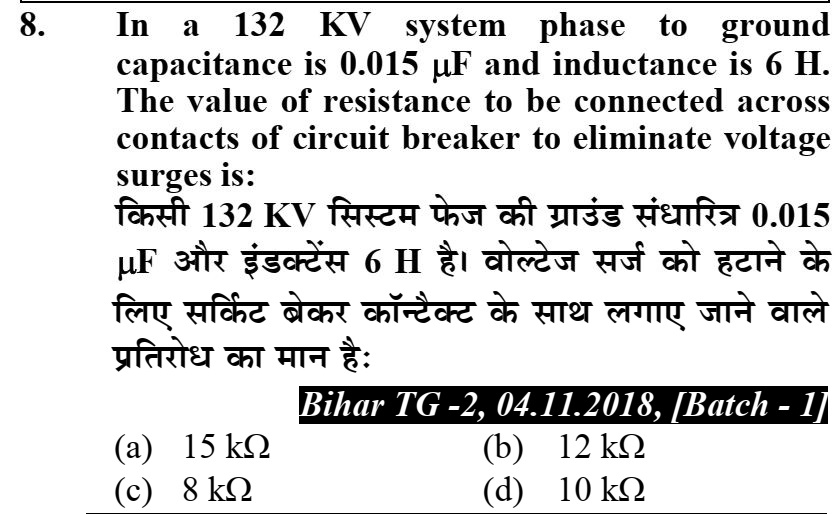 8. In a 132 KV system phase to ground
capacitance is 0.015 μF and inductance is 6 H.
The value of resistance to be connected across
contacts of circuit breaker to eliminate voltage
surges is:
किसी 132 KV सिस्टम फेज की ग्राउंड संधारित्र 0.015
μF और इंडक्टेंस 6 H है। वोल्टेज सर्ज को हटाने के
लिए सर्किट ब्रेकर कॉन्टैक्ट के साथ लगाए जाने वाले
प्रतिरोध का मान है:
Bihar TG -2, 04.11.2018, [Batch - 1]
(a) 15 kΩ (b) 12 kΩ
(c) 8 kΩ (d) 10 kΩ